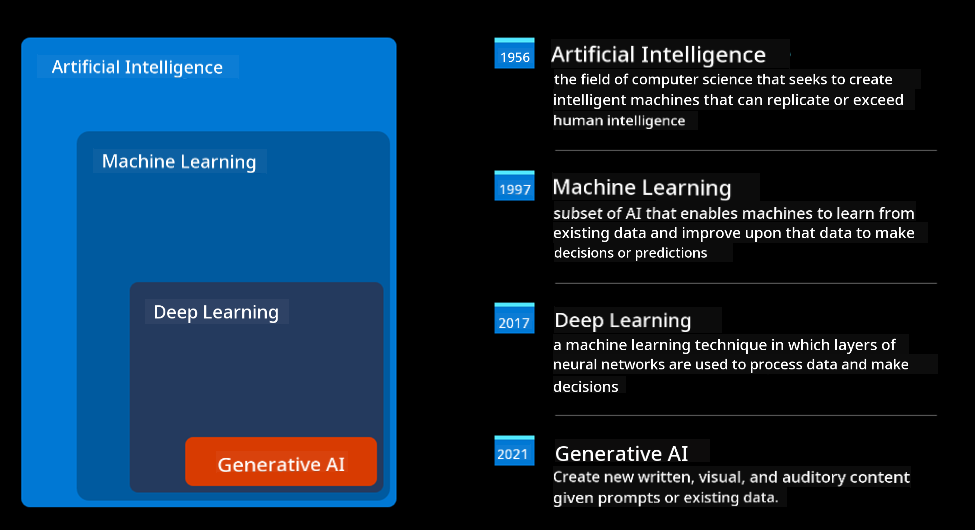 Artificial Intelligence
Machine Learning
Deep Learning
Generative AI
1956
Artificial Intelligence
the field of computer science that seeks to create
intelligent machines that can replicate or exceed
human intelligence
1997
Machine Learning
subset of AI that enables machines to learn from
existing data and improve upon that data to make
decisions or predictions
2017
Deep Learning
a machine learning technique in which layers of
neural networks are used to process data and make
decisions
2021
Generative AI
Create new written, visual, and auditory content
given prompts or existing data.